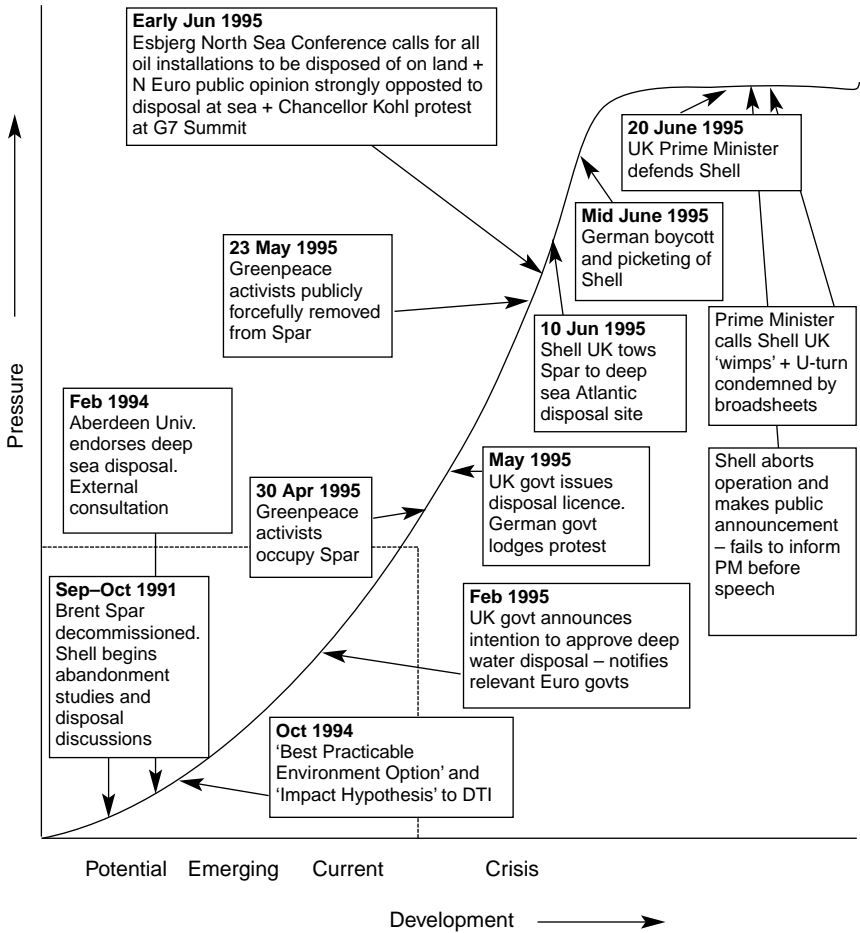 Early Jun 1995
Esbjerg North Sea Conference calls for all
oil installations to be disposed of on land +
N Euro public opinion strongly opposted to
disposal at sea + Chancellor Kohl protest
at G7 Summit
20 June 1995
UK Prime Minister
defends Shell
Mid June 1995
German boycott
and picketing of
Shell
23 May 1995
Greenpeace
activists publicly
forcefully removed
from Spar
10 Jun 1995
Shell UK tows
Spar to deep
sea Atlantic
disposal site
Prime Minister
calls Shell UK
‘wimps’ + U-turn
condemned by
broadsheets
Pressure
Feb 1994
Aberdeen Univ.
endorses deep
sea disposal.
External
consultation
30 Apr 1995
Greenpeace
activists
occupy Spar
May 1995
UK govt issues
disposal licence.
German govt
lodges protest
Shell aborts
operation and
makes public
announcement
– fails to inform
PM before
speech
Sep–Oct 1991
Brent Spar
decommissioned.
Shell begins
abandonment
studies and
disposal
discussions
Feb 1995
UK govt announces
intention to approve deep
water disposal – notifies
relevant Euro govts
Oct 1994
‘Best Practicable
Environment Option’ and
‘Impact Hypothesis’ to DTI
Potential Emerging Current Crisis
Development